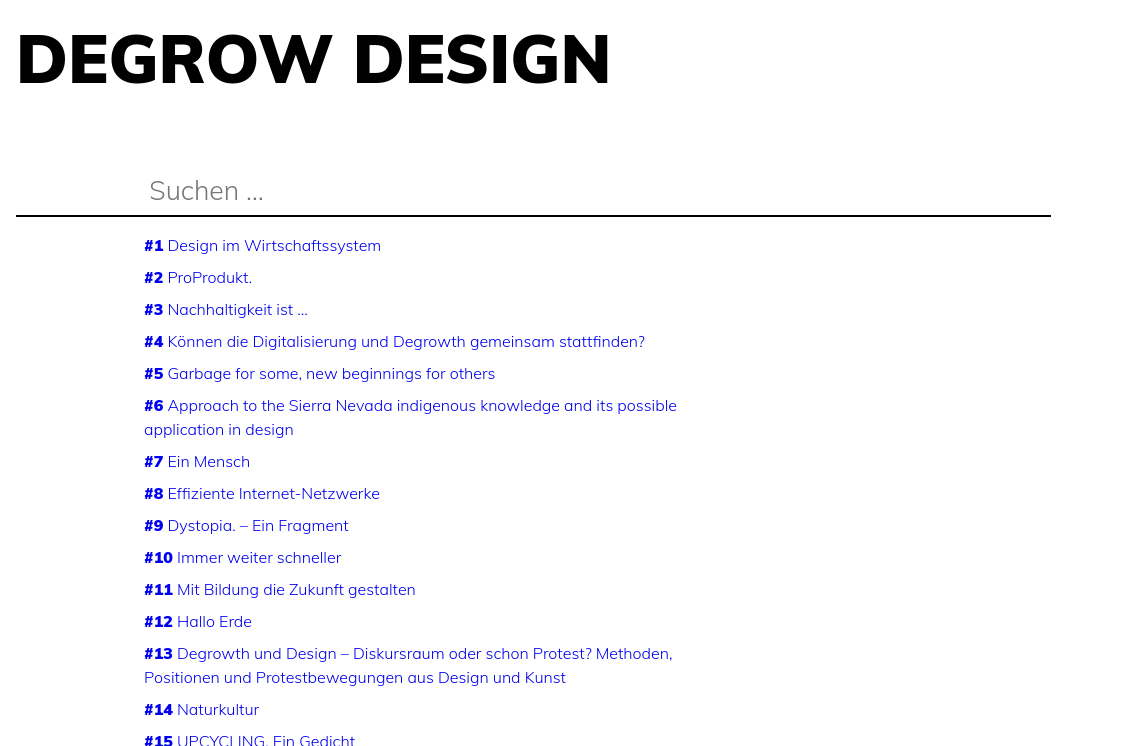 DEGROW DESIGN
Suchen ...
#1 Design im Wirtschaftssystem
#2 ProProdukt.
#3 Nachhaltigkeit ist ...
#4 Können die Digitalisierung und Degrowth gemeinsam stattfinden?
#5 Garbage for some, new beginnings for others
#6 Approach to the Sierra Nevada indigenous knowledge and its possible
application in design
#7 Ein Mensch
#8 Effiziente Internet-Netzwerke
#9 Dystopia. – Ein Fragment
#10 Immer weiter schneller
#11 Mit Bildung die Zukunft gestalten
#12 Hallo Erde
#13 Degrowth und Design – Diskursraum oder schon Protest? Methoden,
Positionen und Protestbewegungen aus Design und Kunst
#14 Naturkultur
#15 UPCYCLING. Ein Gedicht